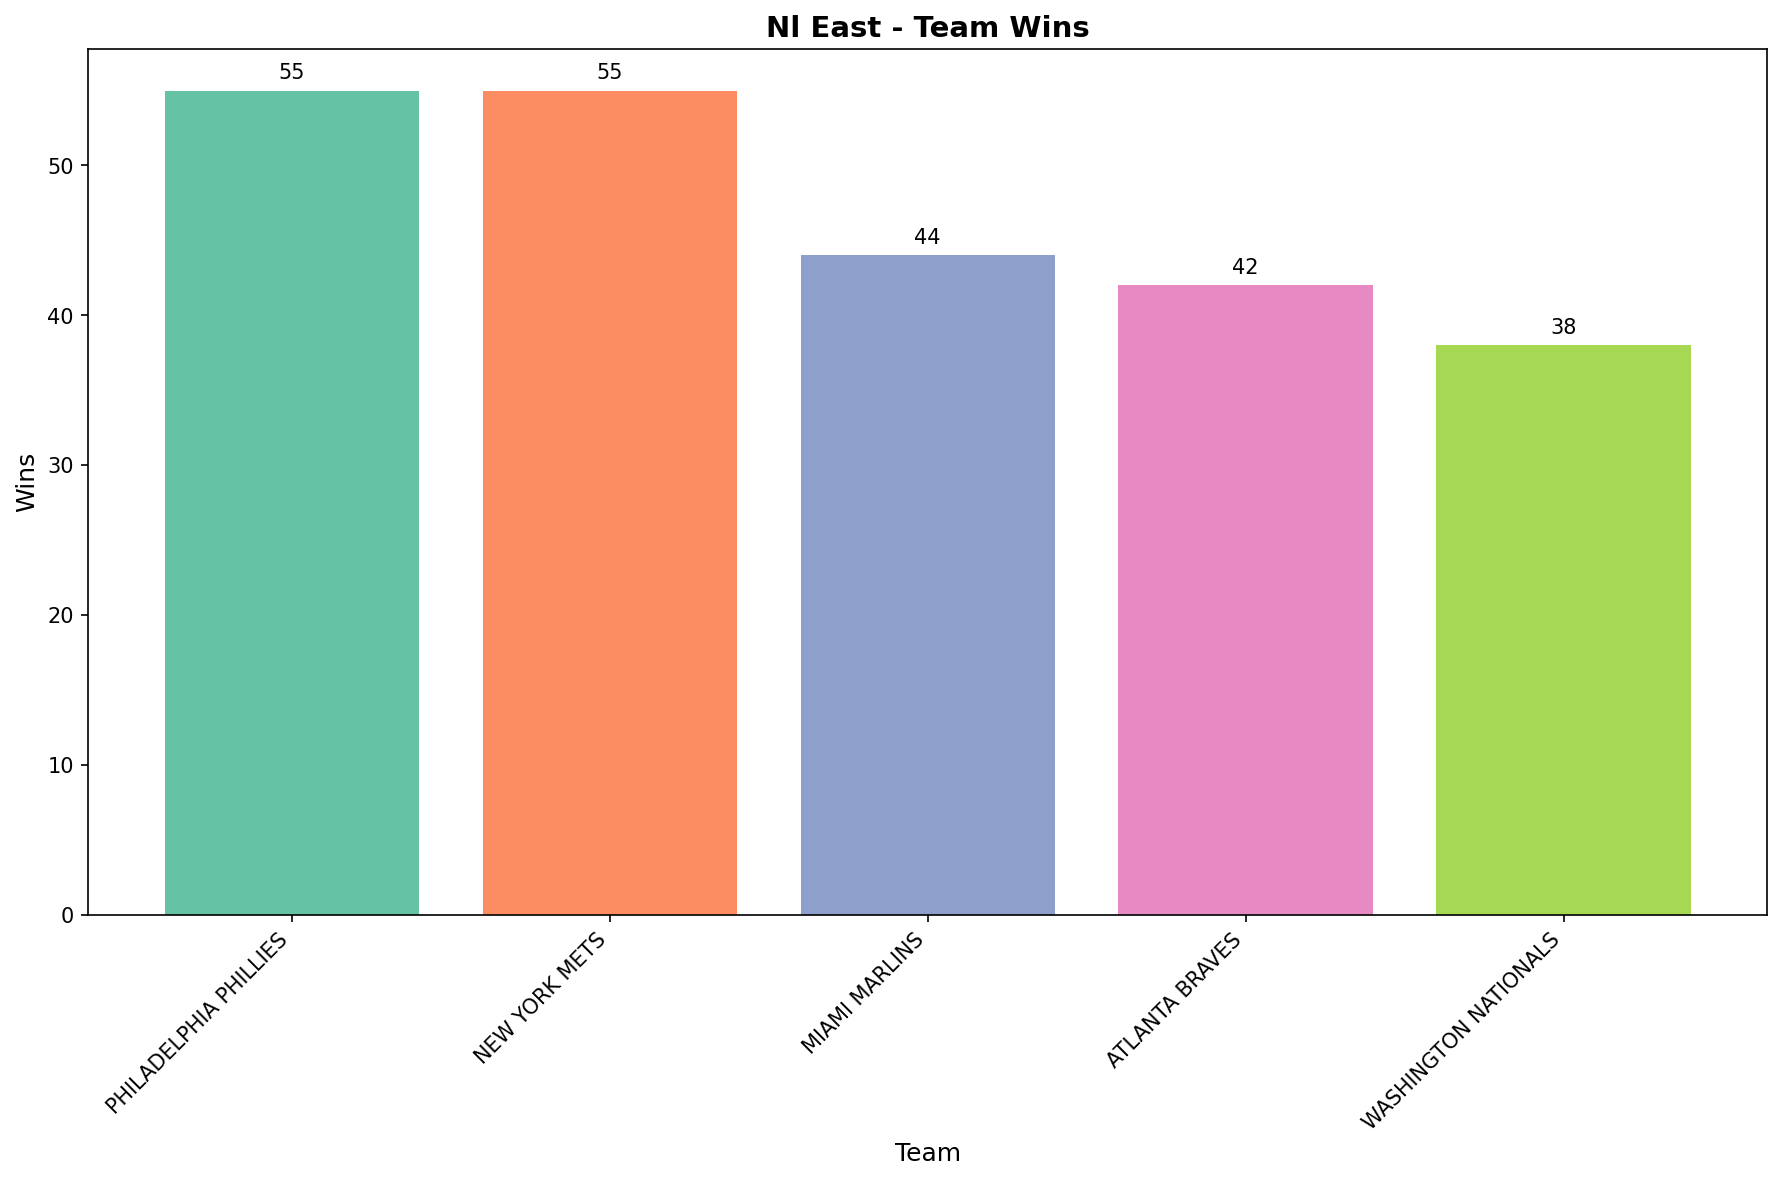 Nl East - Team Wins
55
55
44
42
38
Wins
50
40
30
20
10
0
PHILADELPHIA PHILLIES
NEW YORK METS
MIAMI MARLINS
ATLANTA BRAVES
WASHINGTON NATIONALS
Team